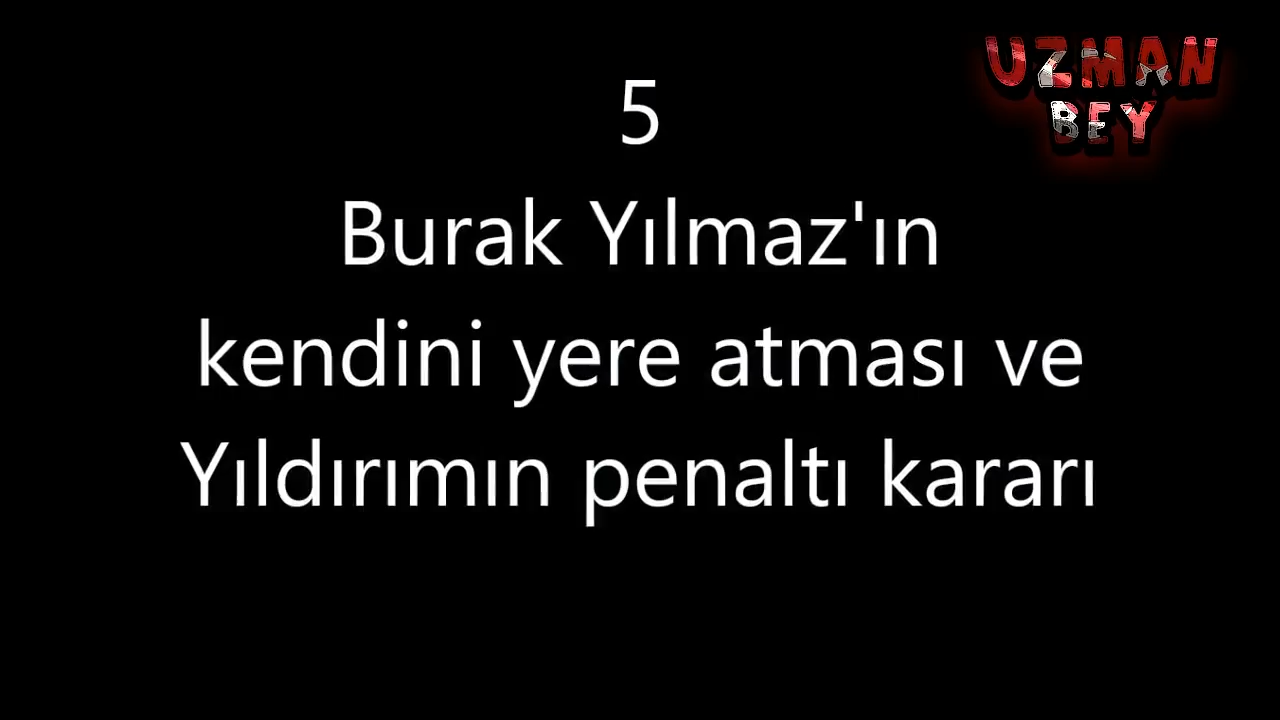 UZMAN
BEY
5
Burak Yılmaz'ın
kendini yere atması ve
Yıldırımın penaltı kararı